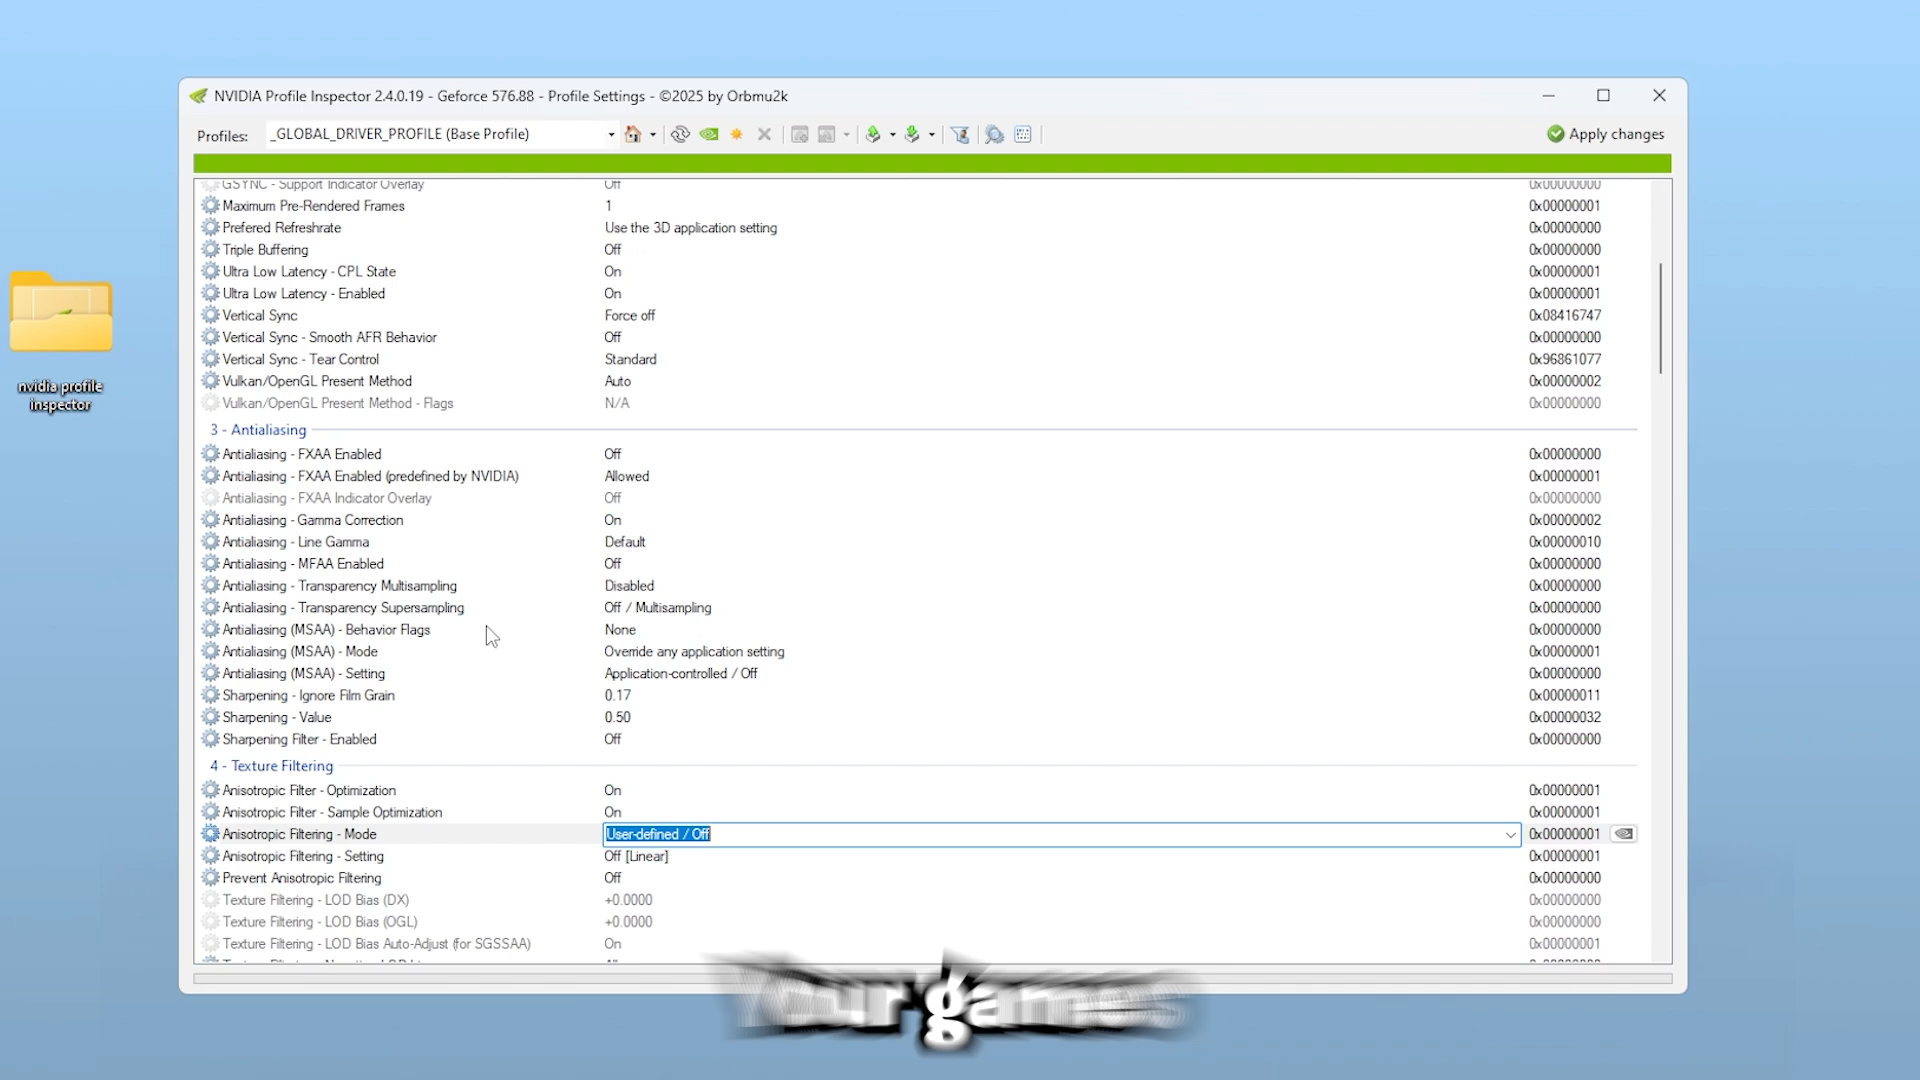 NVIDIA Profile Inspector 2.4.0.19 - Geforce 576.88 - Profile Settings - ©2025 by Orbmu2k
Profiles: _GLOBAL_DRIVER_PROFILE (Base Profile) Apply changes
GSYNC - Support Indicator Overlay Off 0x00000000
Maximum Pre-Rendered Frames 1 0x00000001
Prefered Refreshrate Use the 3D application setting 0x00000000
Triple Buffering Off 0x00000000
Ultra Low Latency - CPL State On 0x00000001
Ultra Low Latency - Enabled On 0x00000001
Vertical Sync Force off 0x08416747
Vertical Sync - Smooth AFR Behavior Off 0x00000000
Vertical Sync - Tear Control Standard 0x96861077
Vulkan/OpenGL Present Method Auto 0x00000002
Vulkan/OpenGL Present Method - Flags N/A 0x00000000
3 - Antialiasing
Antialiasing - FXAA Enabled Off 0x00000000
Antialiasing - FXAA Enabled (predefined by NVIDIA) Allowed 0x00000001
Antialiasing - FXAA Indicator Overlay Off 0x00000000
Antialiasing - Gamma Correction On 0x00000002
Antialiasing - Line Gamma Default 0x00000010
Antialiasing - MFAA Enabled Off 0x00000000
Antialiasing - Transparency Multisampling Disabled 0x00000000
Antialiasing - Transparency Supersampling Off / Multisampling 0x00000000
Antialiasing (MSAA) - Behavior Flags None 0x00000000
Antialiasing (MSAA) - Mode Override any application setting 0x00000001
Antialiasing (MSAA) - Setting Application-controlled / Off 0x00000000
Sharpening - Ignore Film Grain 0.17 0x00000011
Sharpening - Value 0.50 0x00000032
Sharpening Filter - Enabled Off 0x00000000
4 - Texture Filtering
Anisotropic Filter - Optimization On 0x00000001
Anisotropic Filter - Sample Optimization On 0x00000001
Anisotropic Filtering - Mode User-defined / Off 0x00000001
Anisotropic Filtering - Setting Off [Linear] 0x00000001
Prevent Anisotropic Filtering Off 0x00000000
Texture Filtering - LOD Bias (DX) +0.0000 0x00000000
Texture Filtering - LOD Bias (OGL) +0.0000 0x00000000
Texture Filtering - LOD Bias Auto-Adjust (for SGSSAA) On 0x00000001
nvidia profile
inspector
Your games